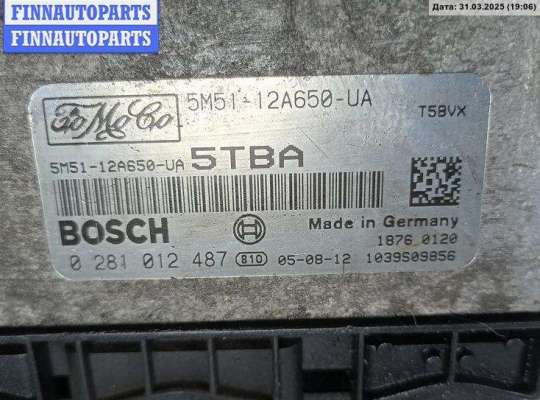 FINNAUTOPARTS
FINNAUTOPARTS
Дата: 31.03.2025 (19:06)
FoMoCo
5M51-12A650-UA
T5BVX
5M51-12A650-UA 5TBA
BOSCH
Made in Germany
1876 0120
0 281 012 487 810 05-08-12 1039S09856